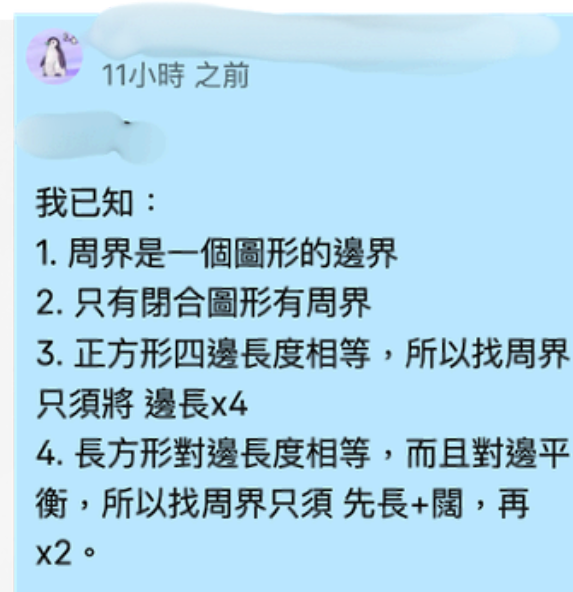 11小時 之前
我已知：
1. 周界是一個圖形的邊界
2. 只有閉合圖形有周界
3. 正方形四邊長度相等，所以找周界
只須將 邊長x4
4. 長方形對邊長度相等，而且對邊平
衡，所以找周界只須 先長+闊，再
x2。